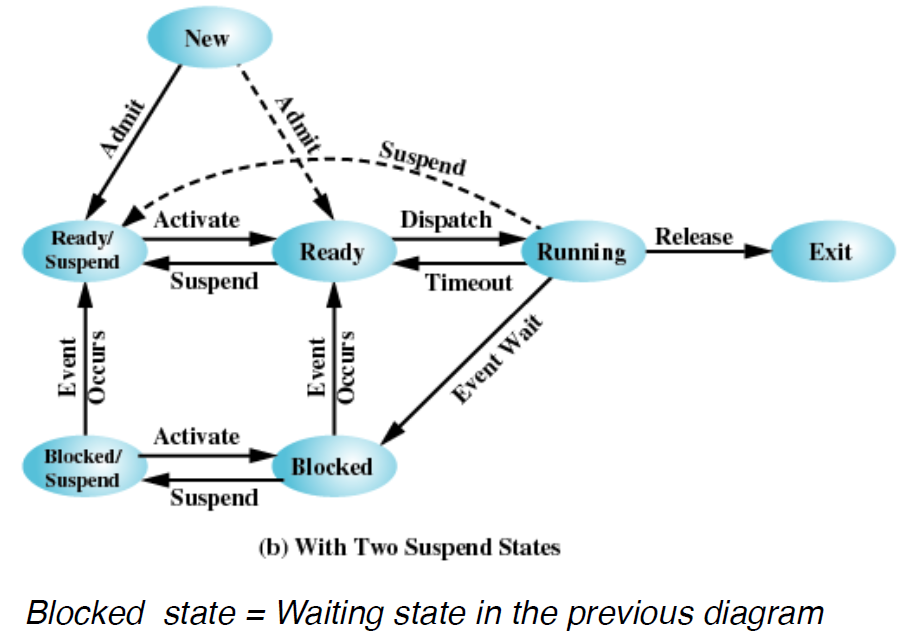 New
Admit
Admit
Suspend
Ready/
Suspend
Activate
Suspend
Ready
Dispatch
Timeout
Running
Release
Exit
Event
Occurs
Event
Occurs
Event Wait
Blocked/
Suspend
Activate
Suspend
Blocked
(b) With Two Suspend States
Blocked state = Waiting state in the previous diagram